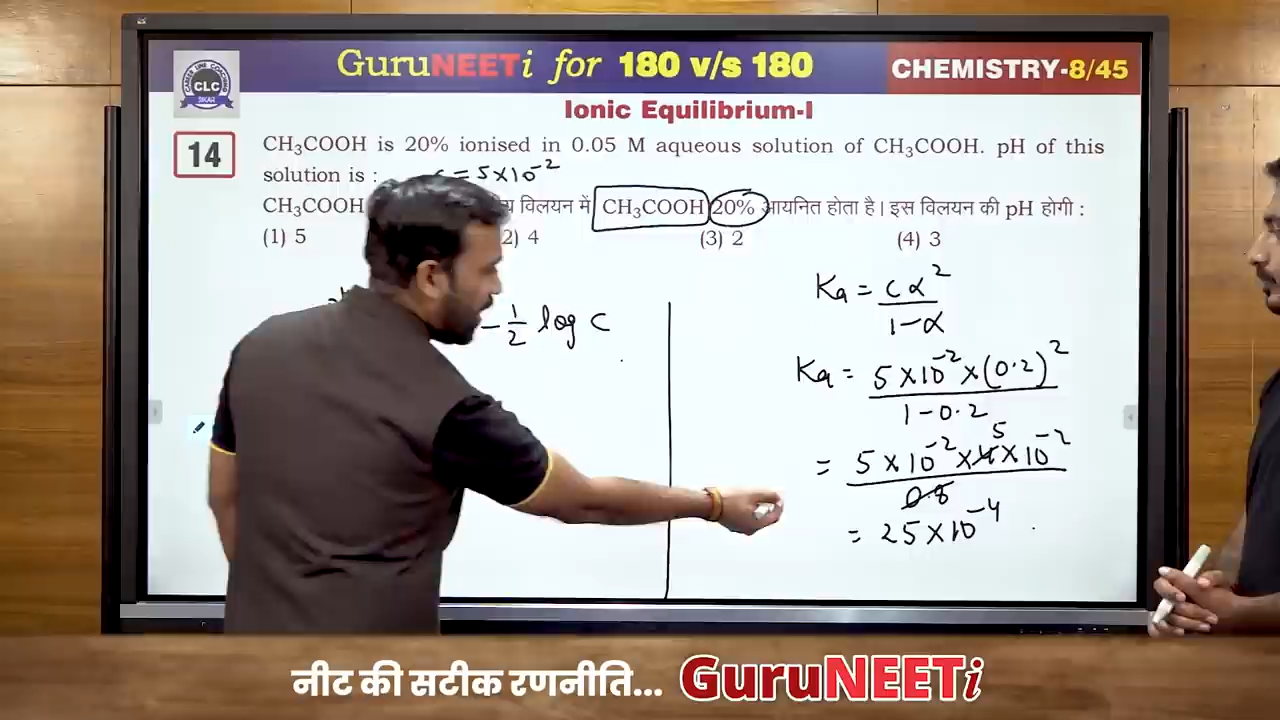 GuruNEETi for 180 v/s 180
CHEMISTRY-8/45
CLC
Ionic Equilibrium-I
14
CH₃COOH is 20% ionised in 0.05 M aqueous solution of CH₃COOH. pH of this
solution is : = 5×10⁻²
CH₃COOH विलयन में CH₃COOH 20% आयनित होता है। इस विलयन की pH होगी :
(1) 5
2) 4
(3) 2
(4) 3
- 1/2 log C
Ka = cα²/1-α
Ka = 5×10⁻²×(0.2)²/1-0.2
5
= 5×10⁻²×4×10⁻²/0.8
= 25×10⁻⁴
नीट की सटीक रणनीति... GuruNEETi